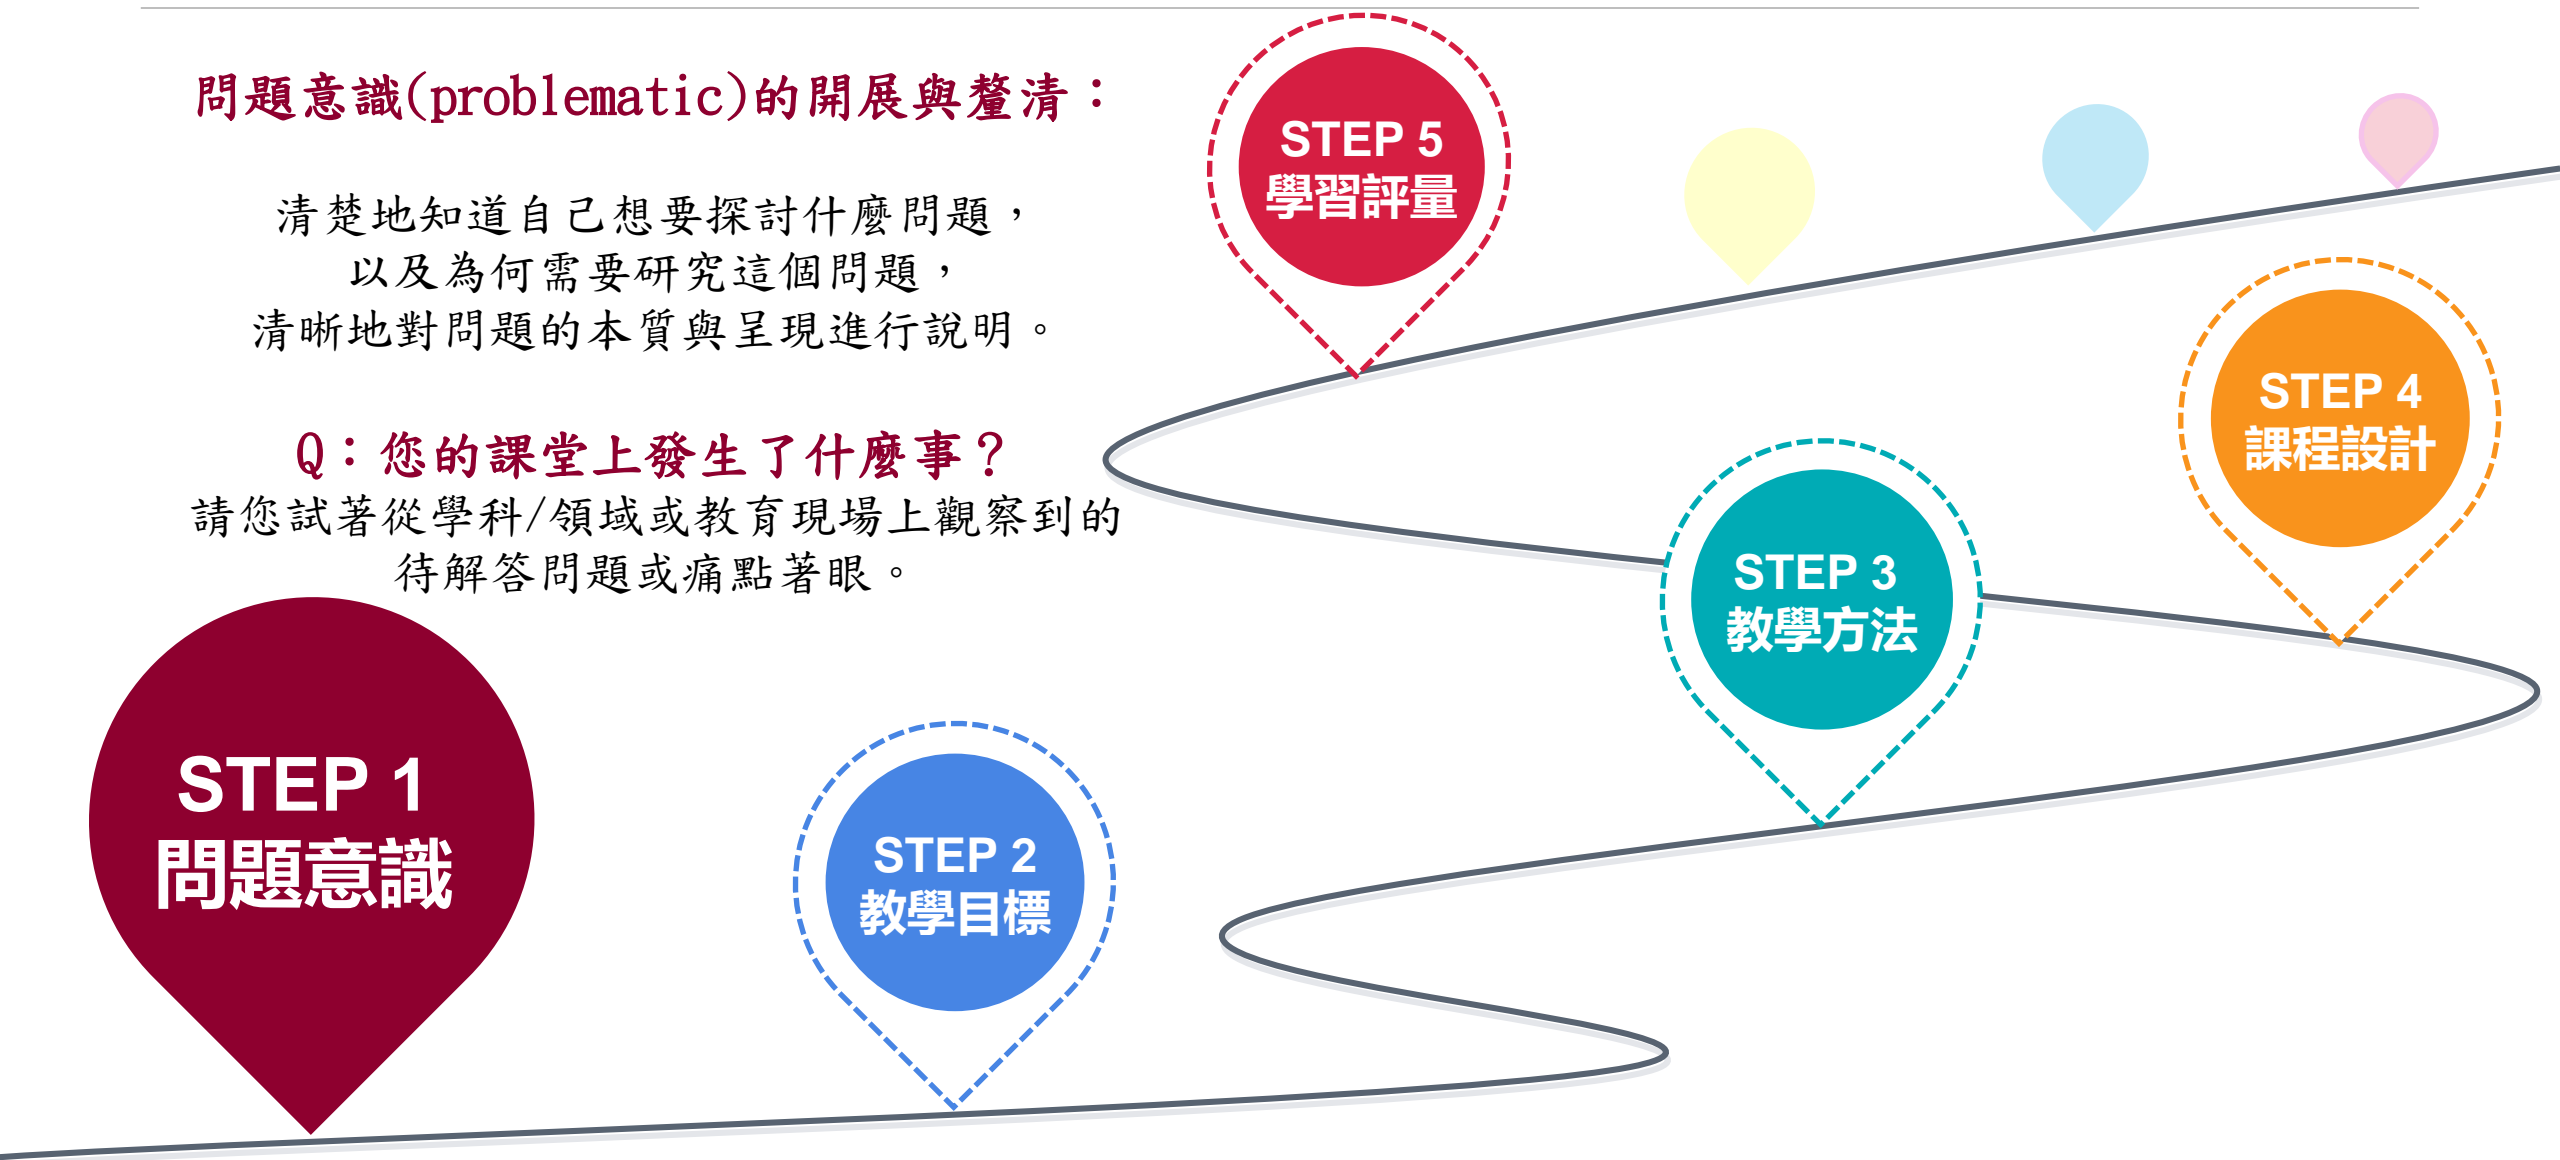 問題意識(problematic)的開展與釐清：
清楚地知道自己想要探討什麼問題，
以及為何需要研究這個問題，
清晰地對問題的本質與呈現進行說明。
Q：您的課堂上發生了什麼事？
請您試著從學科/領域或教育現場上觀察到的
待解答問題或痛點著眼。
STEP 1
問題意識
STEP 2
教學目標
STEP 3
教學方法
STEP 4
課程設計
STEP 5
學習評量